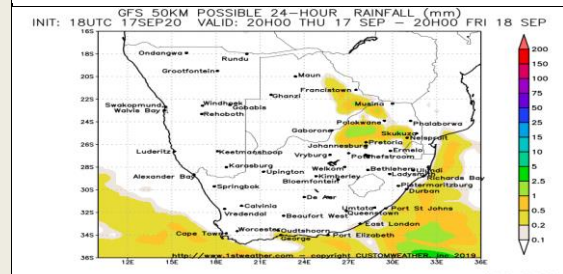 GFS 50KM POSSIBLE 24-HOUR RAINFALL (mm)
INIT: 18UTC 17SEP20 VALID: 20H00 THU 17 SEP - 20H00 FRI 18 SEP
16S
Ondangwa
Rundu
18S
Grootfontein
Maun
20S
Francistown
Ghanzi
22S
Musina
Swakopmund
Windhoek
Gobabis
Walvis Bay
Rehoboth
Polokwane
Phalaborwa
24S
Gaborone
Skukuza
Pretoria
Nelspruit
Johannesburg
26S
Luderitz
Keetmanshoop
Vryburg
Potchefstroom
Ermelo
Karasburg
Upington
Welkom
Bethlehem
Ulundi
28S
Alexander Bay
Kimberley
Ladysmith
Richards Bay
Bloemfontein
Springbok
Pietermaritzburg
Durban
30S
De Aar
Calvinia
Umtata
Port St Johns
Vredendal
Beaufort West
Queenstown
32S
East London
Cape Town
Worcester
Oudtshoorn
34S
George
Port Elizabeth
http://www.1stweather.com - copyright CUSTOMWEATHER, inc 2019
36S
12E 15E 18E 21E 24E 27E 30E 33E 36E
200
150
100
75
50
25
15
10
5
2.5
1
0.5
0.2
0.1